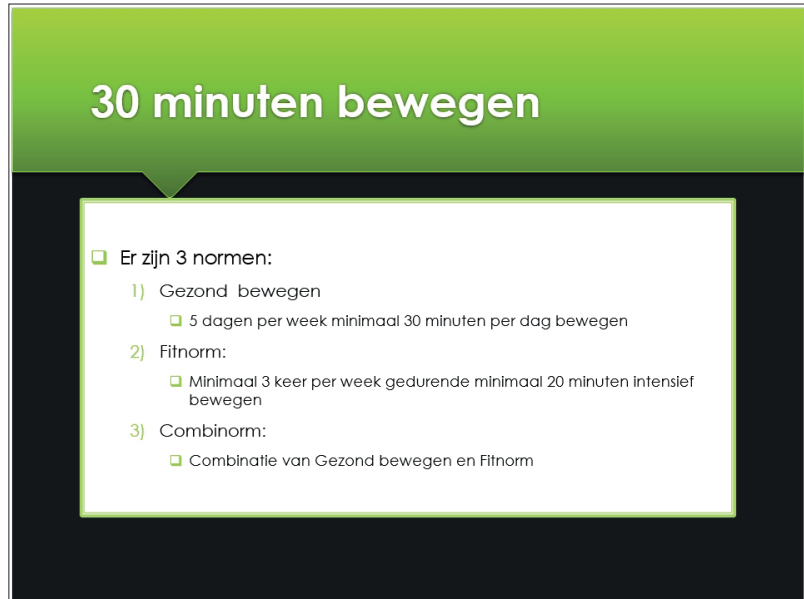 30 minuten bewegen
Er zijn 3 normen:
1) Gezond bewegen
5 dagen per week minimaal 30 minuten per dag bewegen
2) Fitnorm:
Minimaal 3 keer per week gedurende minimaal 20 minuten intensief
bewegen
3) Combinorm:
Combinatie van Gezond bewegen en Fitnorm